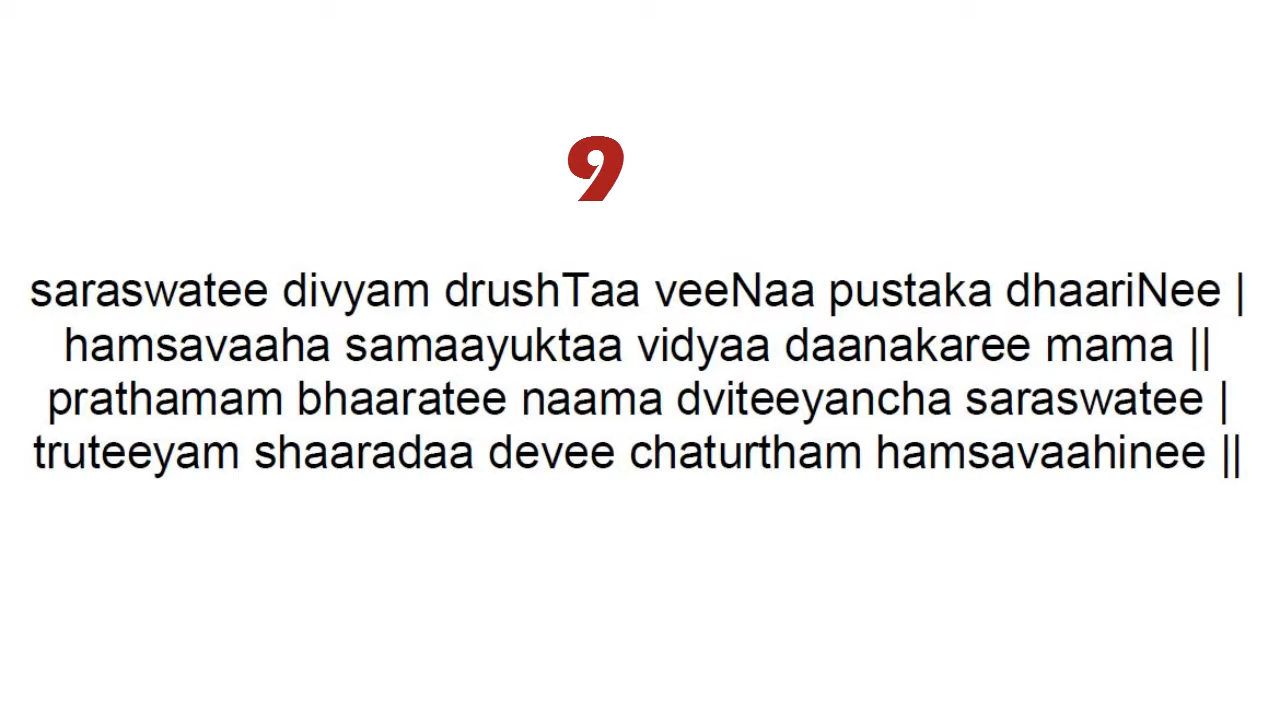 9
saraswatee divyam drushTaa veeNaa pustaka dhaariNee |
hamsavaaha samaayuktaa vidyaa daanakaree mama ||
prathamam bhaaratee naama dviteeyancha saraswatee |
truteeyam shaaradaa devee chaturtham hamsavaahinee ||